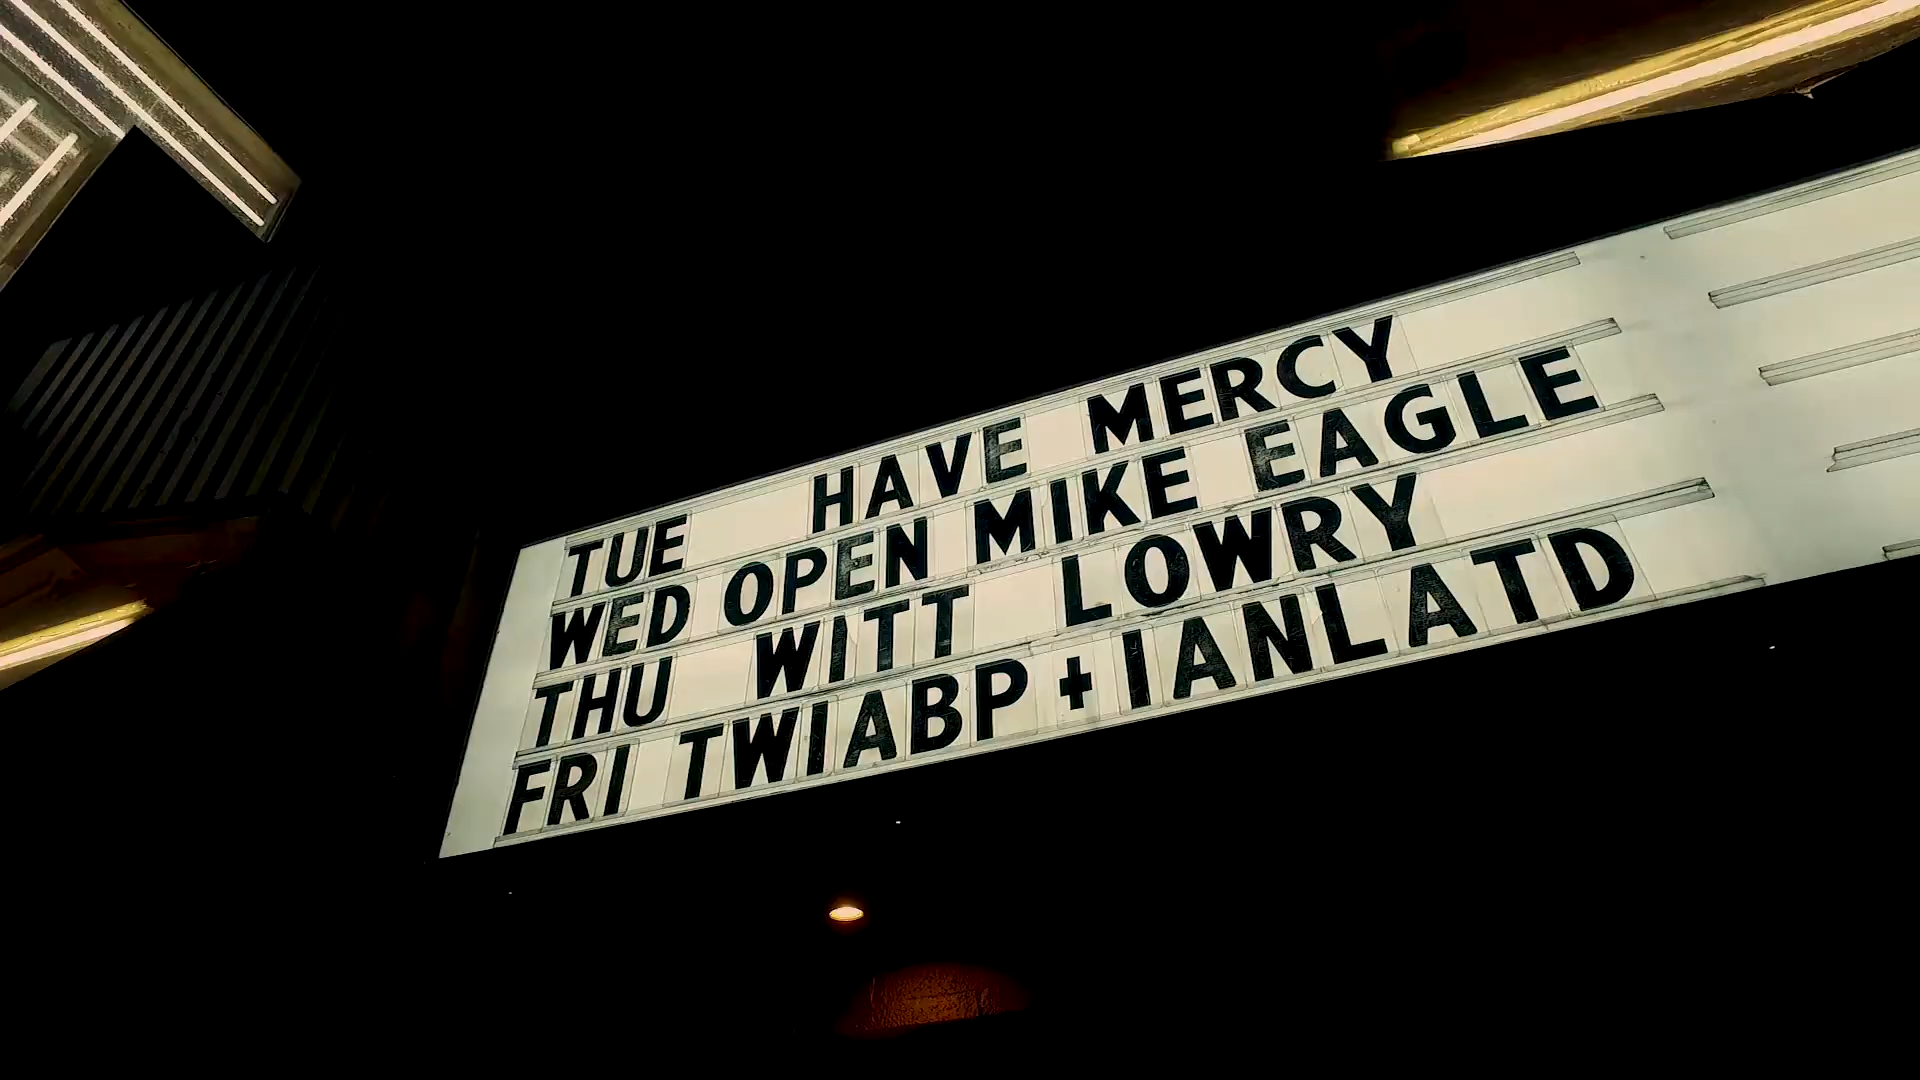 TUE HAVE MERCY
WED OPEN MIKE EAGLE
THU WITT LOWRY
FRI TWIABP + IANLATD